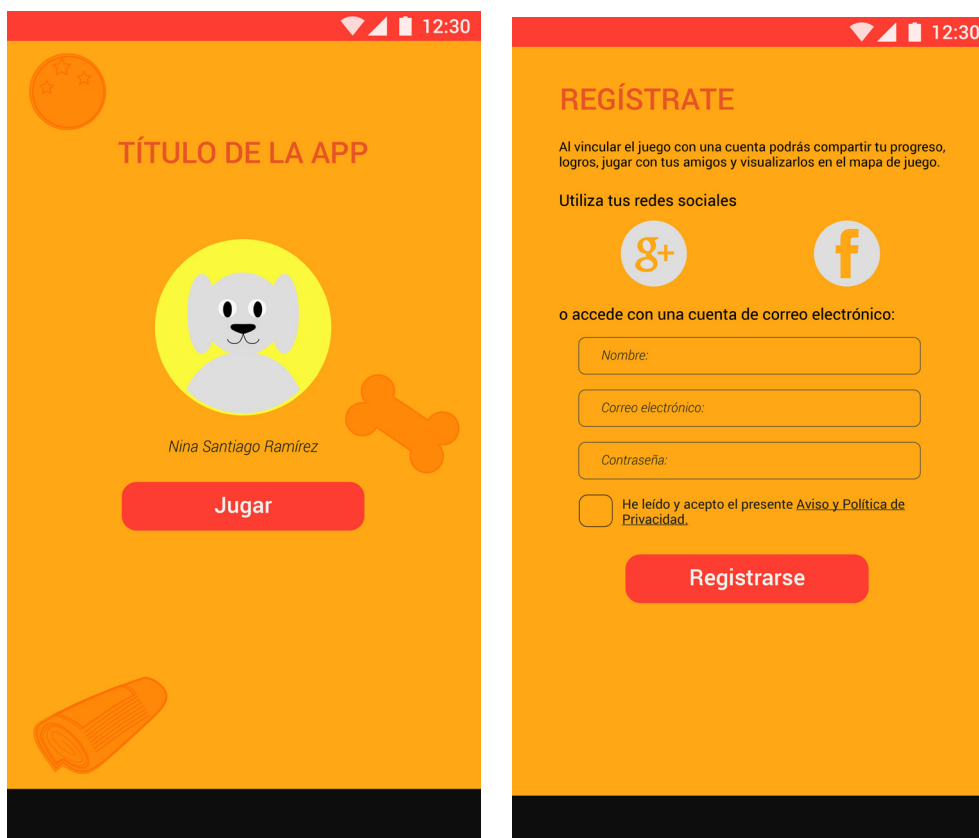 12:30
TÍTULO DE LA APP
Nina Santiago Ramírez
Jugar
12:30
REGÍSTRATE
Al vincular el juego con una cuenta podrás compartir tu progreso,
logros, jugar con tus amigos y visualizarlos en el mapa de juego.
Utiliza tus redes sociales
g+ f
o accede con una cuenta de correo electrónico:
Nombre:
Correo electrónico:
Contraseña:
He leído y acepto el presente Aviso y Política de
Privacidad.
Registrarse